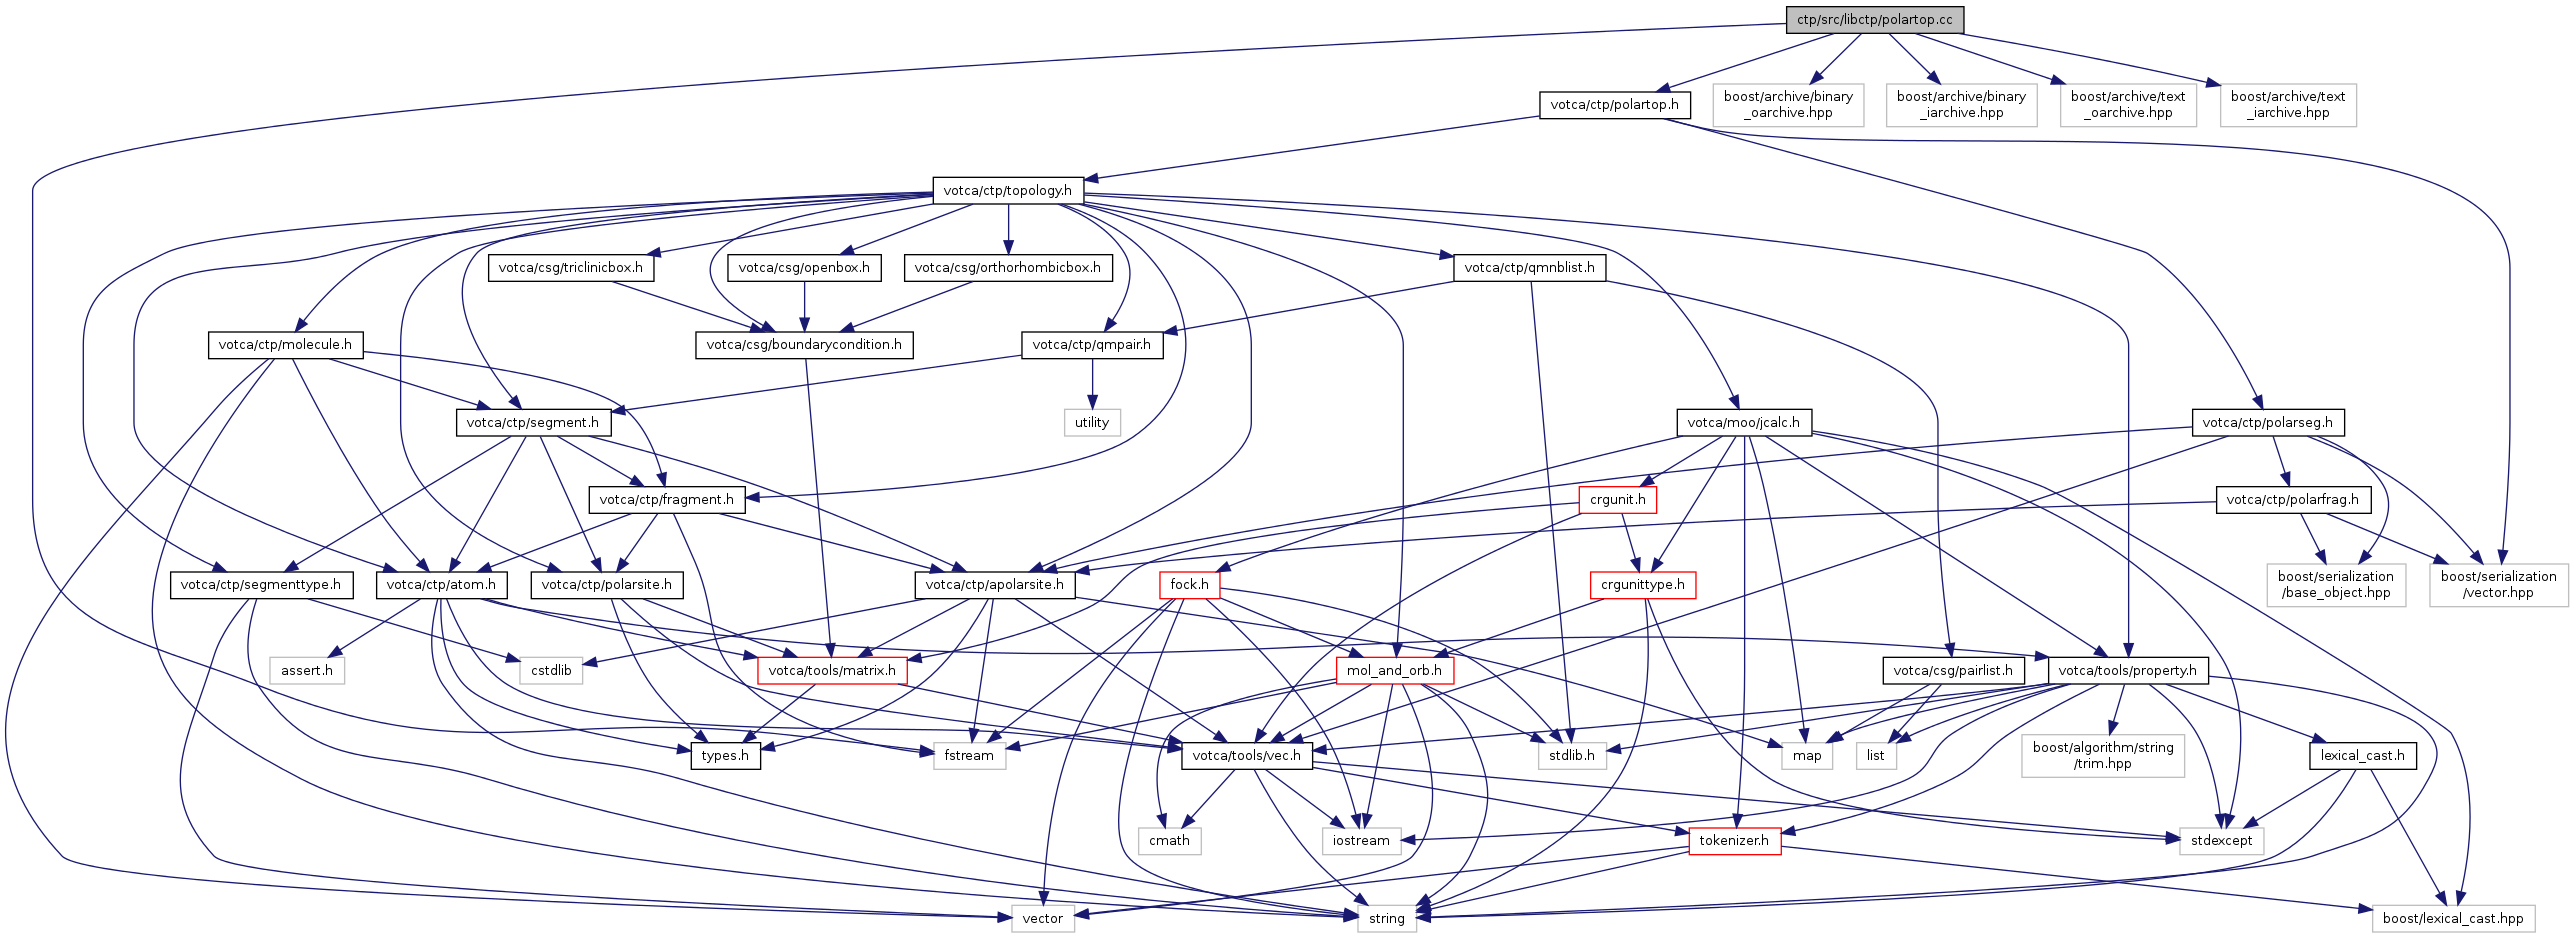 ctp/src/libctp/polartop.cc
votca/ctp/polartop.h
boost/archive/binary
_oarchive.hpp
boost/archive/binary
_iarchive.hpp
boost/archive/text
_oarchive.hpp
boost/archive/text
_iarchive.hpp
votca/ctp/topology.h
votca/csg/triclinicbox.h
votca/csg/openbox.h
votca/csg/orthorhombicbox.h
votca/ctp/qmnblist.h
votca/ctp/molecule.h
votca/csg/boundarycondition.h
votca/ctp/qmpair.h
votca/ctp/segment.h
utility
votca/moo/jcalc.h
votca/ctp/polarseg.h
votca/ctp/fragment.h
crgunit.h
votca/ctp/polarfrag.h
votca/ctp/segmenttype.h
votca/ctp/atom.h
votca/ctp/polarsite.h
votca/ctp/apolarsite.h
fock.h
crgunittype.h
boost/serialization
/base_object.hpp
boost/serialization
/vector.hpp
assert.h
cstdlib
votca/tools/matrix.h
mol_and_orb.h
votca/csg/pairlist.h
votca/tools/property.h
types.h
fstream
votca/tools/vec.h
stdlib.h
map
list
boost/algorithm/string
/trim.hpp
lexical_cast.h
cmath
iostream
tokenizer.h
stdexcept
vector
string
boost/lexical_cast.hpp